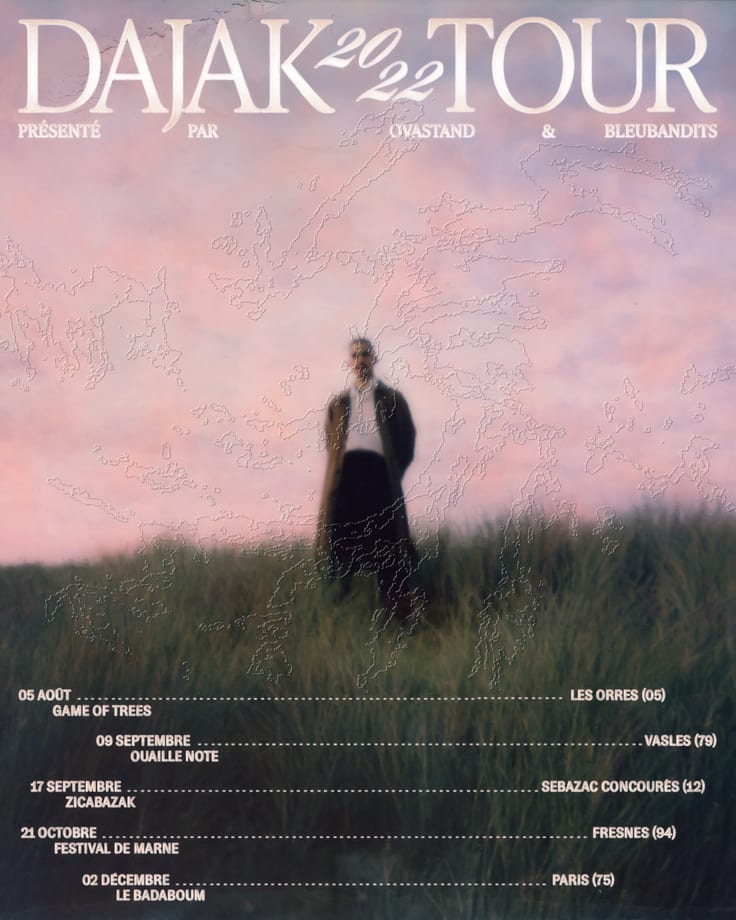 DAJAK 2022 TOUR
PRÉSENTÉ PAR OVASTAND & BLEUBANDITS
05 AOÛT ........ LES ORRES (05)
GAME OF TREES
09 SEPTEMBRE ........ VASLES (79)
OUAILLE NOTE
17 SEPTEMBRE ........ SEBAZAC CONCOURÈS (12)
ZICABAZAK
21 OCTOBRE ........ FRESNES (94)
FESTIVAL DE MARNE
02 DÉCEMBRE ........ PARIS (75)
LE BADABOUM